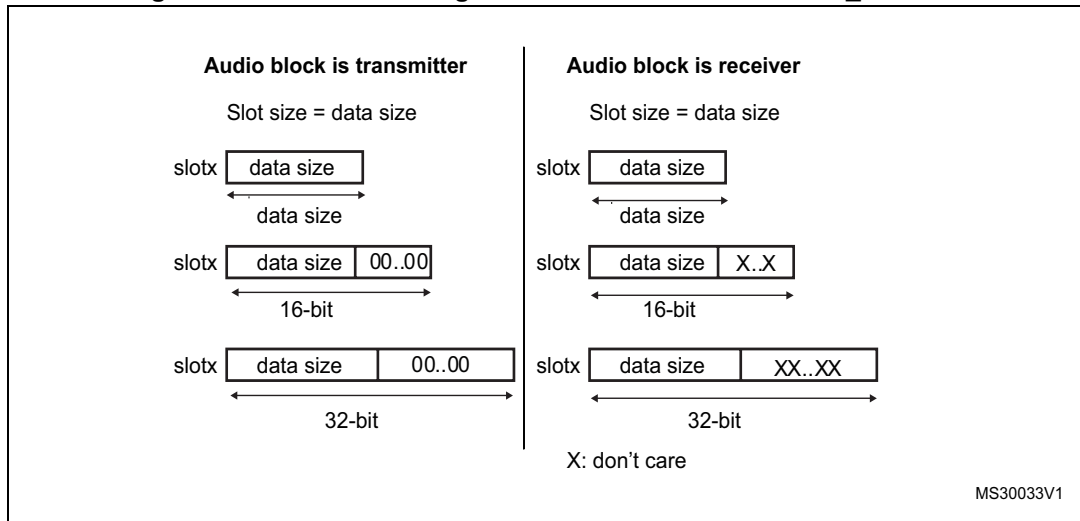 Audio block is transmitter
Slot size = data size
slotx data size
data size
slotx data size 00..00
16-bit
slotx data size 00..00
32-bit
Audio block is receiver
Slot size = data size
slotx data size
data size
slotx data size X..X
16-bit
slotx data size XX..XX
32-bit
X: don't care
MS30033V1